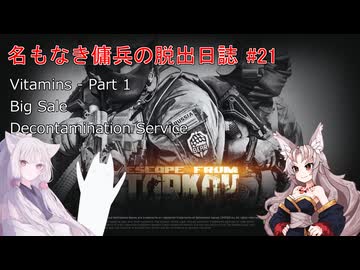 名もなき傭兵の脱出日誌 #21
Vitamins - Part 1
Big Sale
Decontamination Service
RUSSIA
ESCAPE FROM
TARKOV